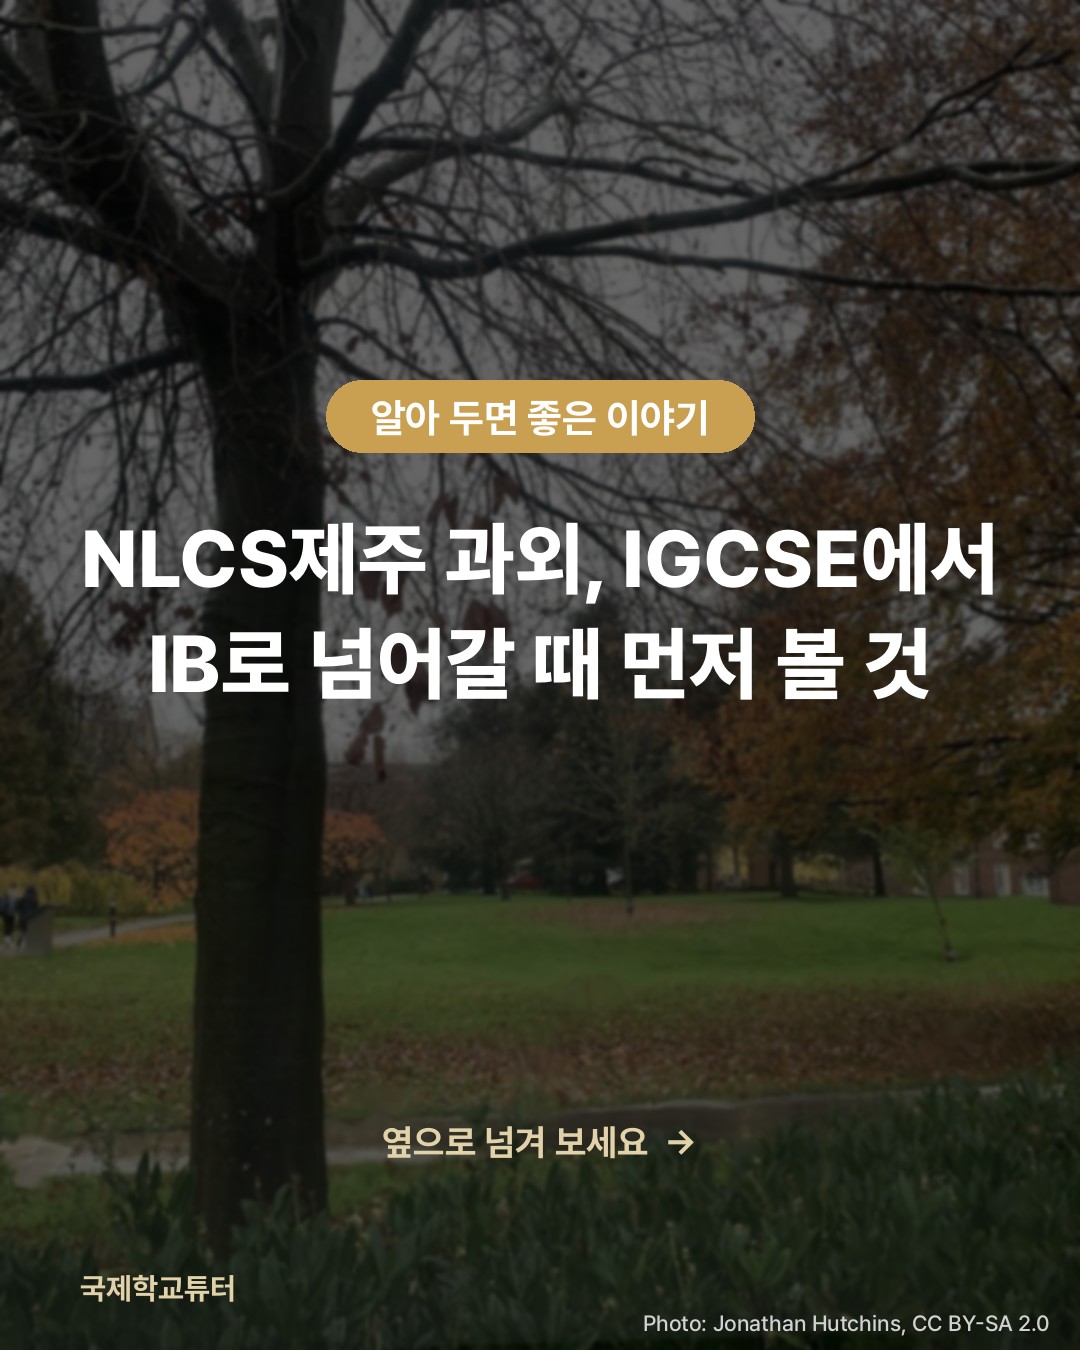 알아 두면 좋은 이야기
NLCS제주 과외, IGCSE에서
IB로 넘어갈 때 먼저 볼 것
옆으로 넘겨 보세요 →
국제학교튜터
Photo: Jonathan Hutchins, CC BY-SA 2.0